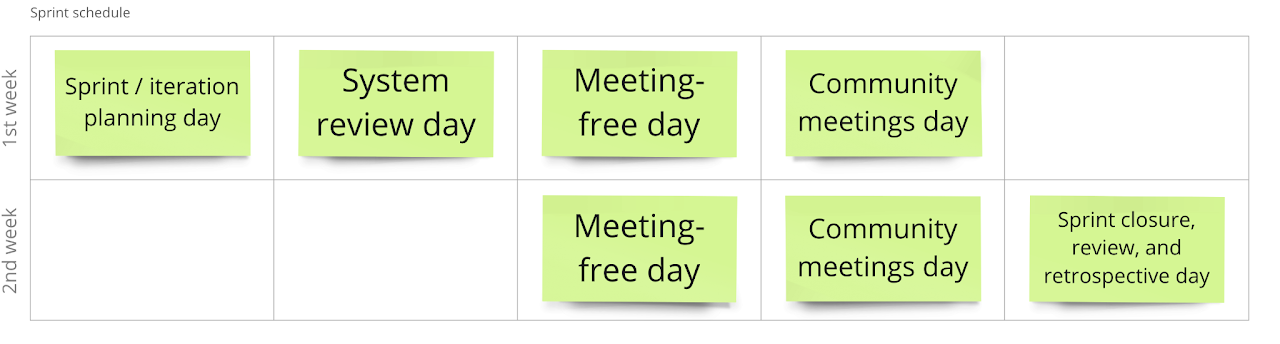 Sprint schedule
1st week
Sprint / iteration
planning day
System
review day
Meeting-
free day
Community
meetings day
2nd week
Meeting-
free day
Community
meetings day
Sprint closure,
review, and
retrospective day